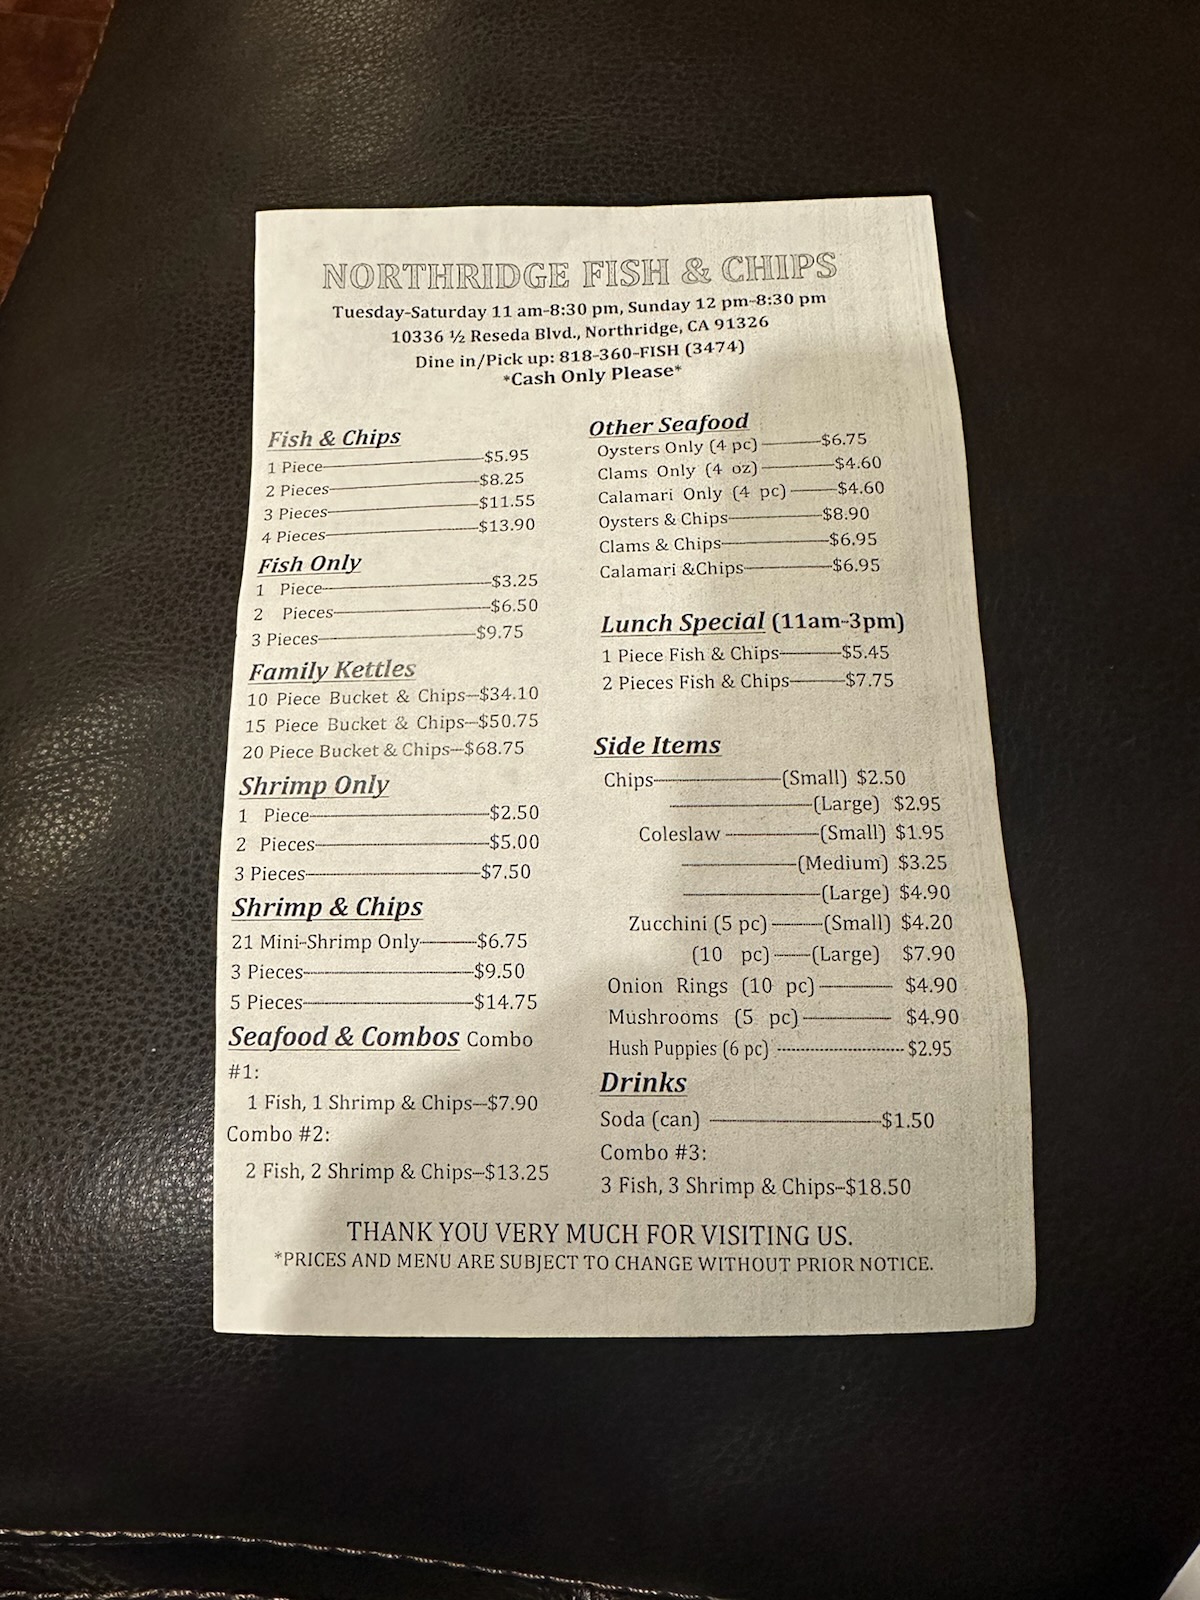 NORTHRIDGE FISH & CHIPS
Tuesday-Saturday 11 am-8:30 pm, Sunday 12 pm-8:30 pm
10336 ½ Reseda Blvd., Northridge, CA 91326
Dine in/Pick up: 818-360-FISH (3474)
*Cash Only Please*
Fish & Chips
1 Piece $5.95
2 Pieces $8.25
3 Pieces $11.55
4 Pieces $13.90
Fish Only
1 Piece $3.25
2 Pieces $6.50
3 Pieces $9.75
Family Kettles
10 Piece Bucket & Chips--$34.10
15 Piece Bucket & Chips--$50.75
20 Piece Bucket & Chips--$68.75
Shrimp Only
1 Piece $2.50
2 Pieces $5.00
3 Pieces $7.50
Shrimp & Chips
21 Mini-Shrimp Only $6.75
3 Pieces $9.50
5 Pieces $14.75
Seafood & Combos Combo
#1:
1 Fish, 1 Shrimp & Chips--$7.90
Combo #2:
2 Fish, 2 Shrimp & Chips--$13.25
Other Seafood
Oysters Only (4 pc) $6.75
Clams Only (4 oz) $4.60
Calamari Only (4 pc) $4.60
Oysters & Chips $8.90
Clams & Chips $6.95
Calamari &Chips $6.95
Lunch Special (11am-3pm)
1 Piece Fish & Chips $5.45
2 Pieces Fish & Chips $7.75
Side Items
Chips (Small) $2.50
(Large) $2.95
Coleslaw (Small) $1.95
(Medium) $3.25
(Large) $4.90
Zucchini (5 pc) (Small) $4.20
(10 pc) (Large) $7.90
Onion Rings (10 pc) $4.90
Mushrooms (5 pc) $4.90
Hush Puppies (6 pc) $2.95
Drinks
Soda (can) $1.50
Combo #3:
3 Fish, 3 Shrimp & Chips--$18.50
THANK YOU VERY MUCH FOR VISITING US.
*PRICES AND MENU ARE SUBJECT TO CHANGE WITHOUT PRIOR NOTICE.